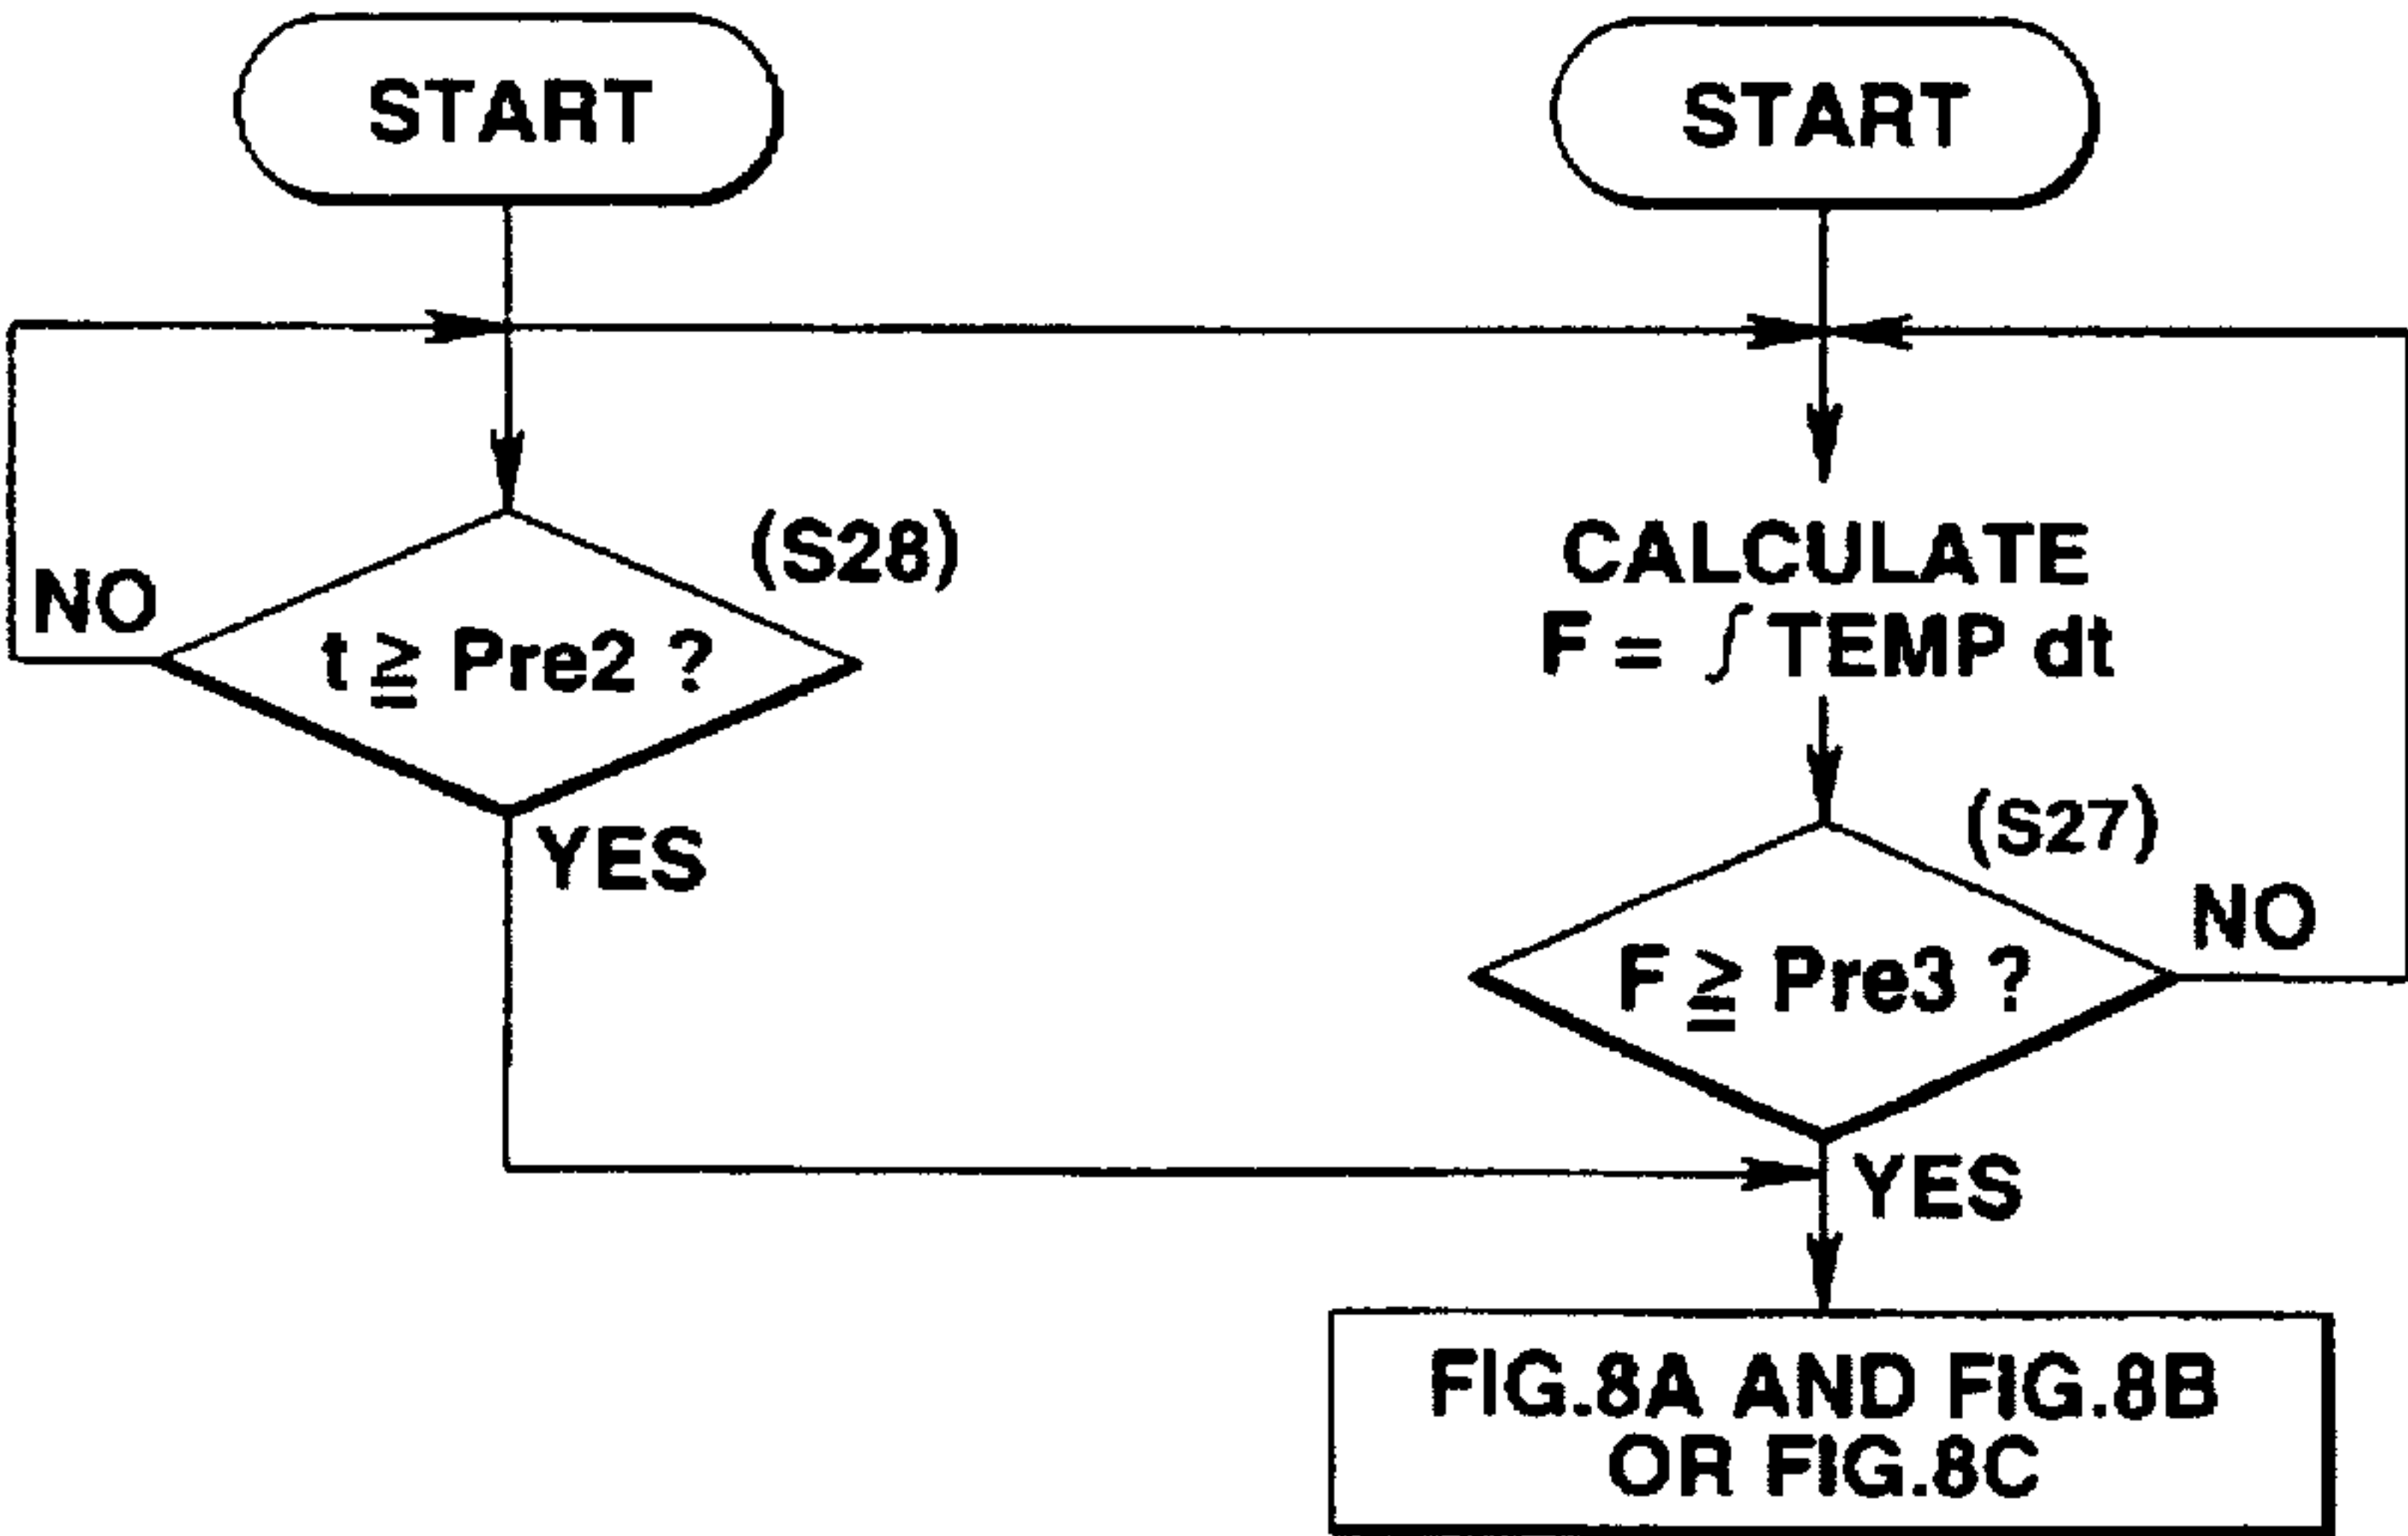 START
START
(S28)
NO
t ≧ Pre2 ?
YES
CALCULATE
F = ∫ TEMP dt
(S27)
NO
F ≧ Pre3 ?
YES
FIG.8A AND FIG.8B
OR FIG.8C